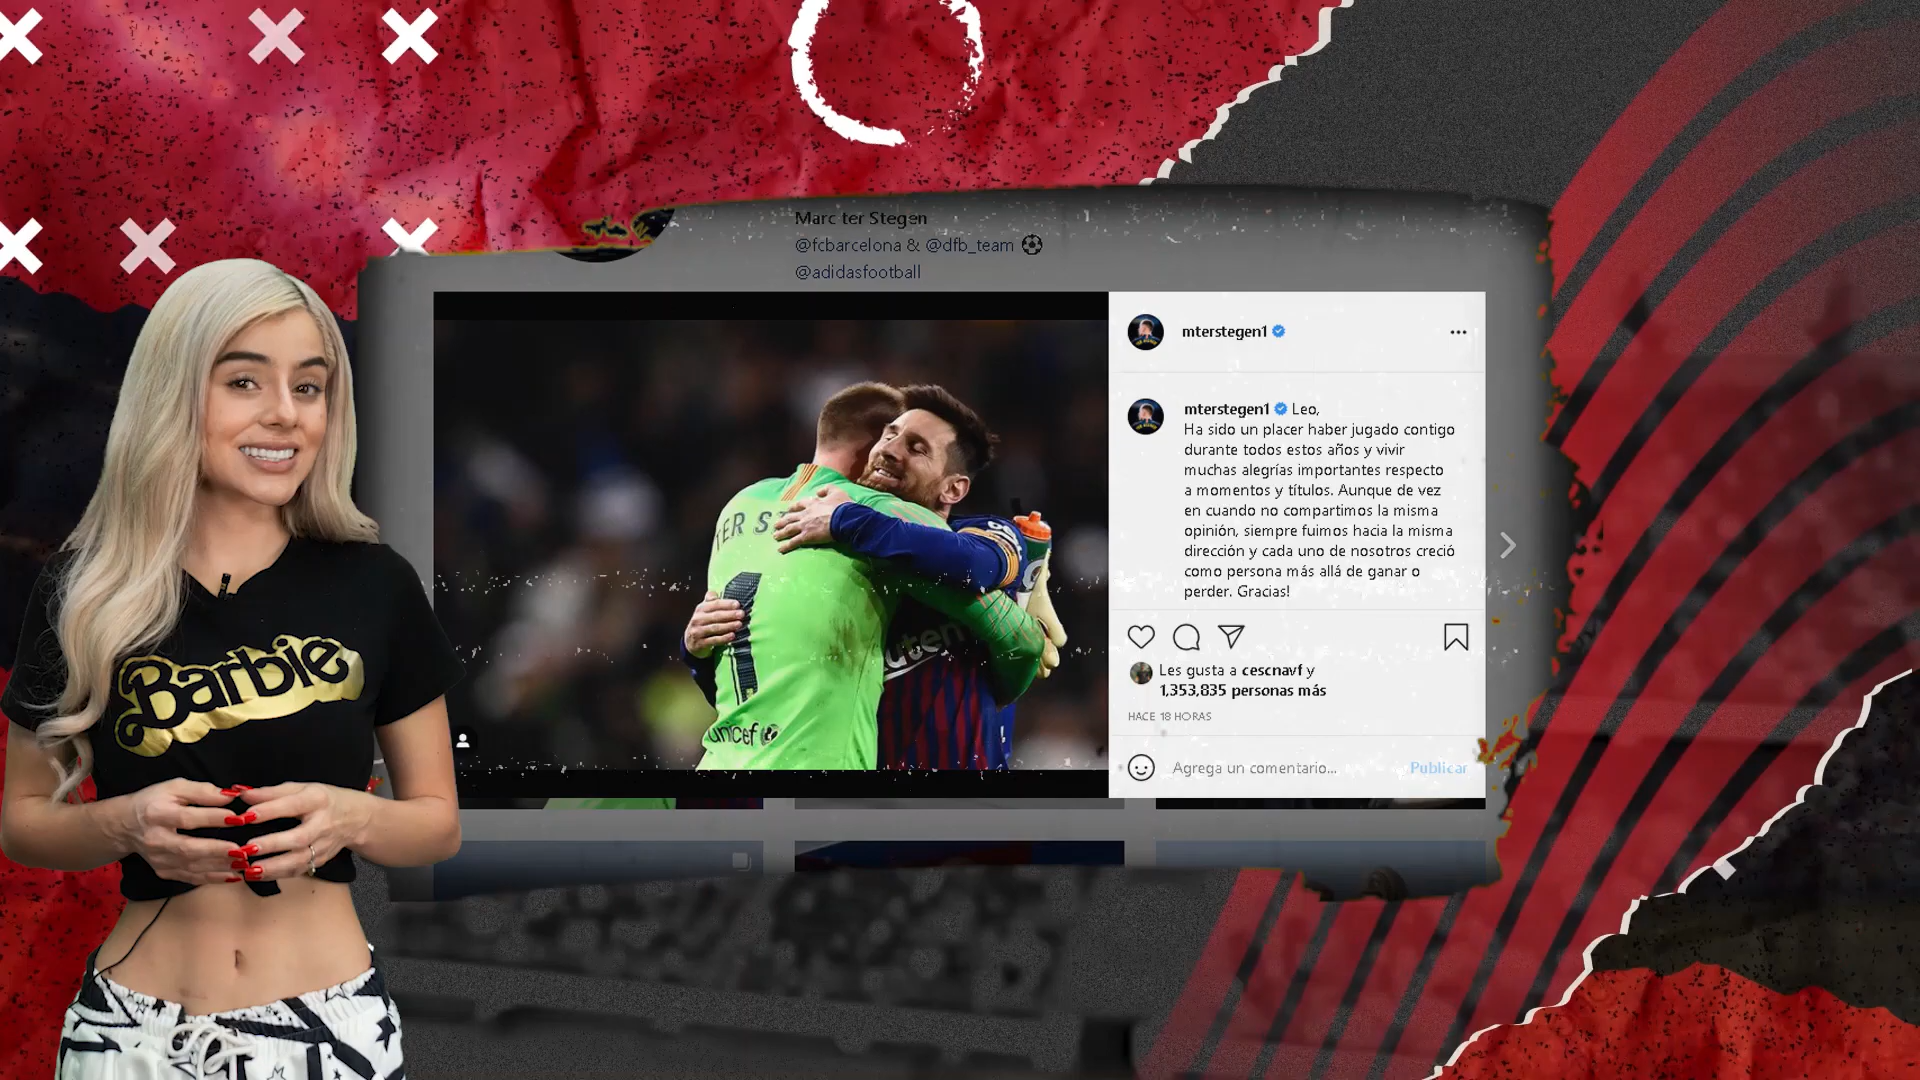 Marc ter Stegen
@fcbarcelona & @dfb_team
@adidasfootball
mterstegen1
mterstegen1 Leo,
Ha sido un placer haber jugado contigo
durante todos estos años y vivir
muchas alegrías importantes respecto
a momentos y títulos. Aunque de vez
en cuando no compartimos la misma
opinión, siempre fuimos hacia la misma
dirección y cada uno de nosotros creció
como persona más allá de ganar o
perder. Gracias!
Les gusta a cescnavf y
1,353,835 personas más
HACE 18 HORAS
Agrega un comentario... Publicar
TER S
1
unicef
uten
Barbie